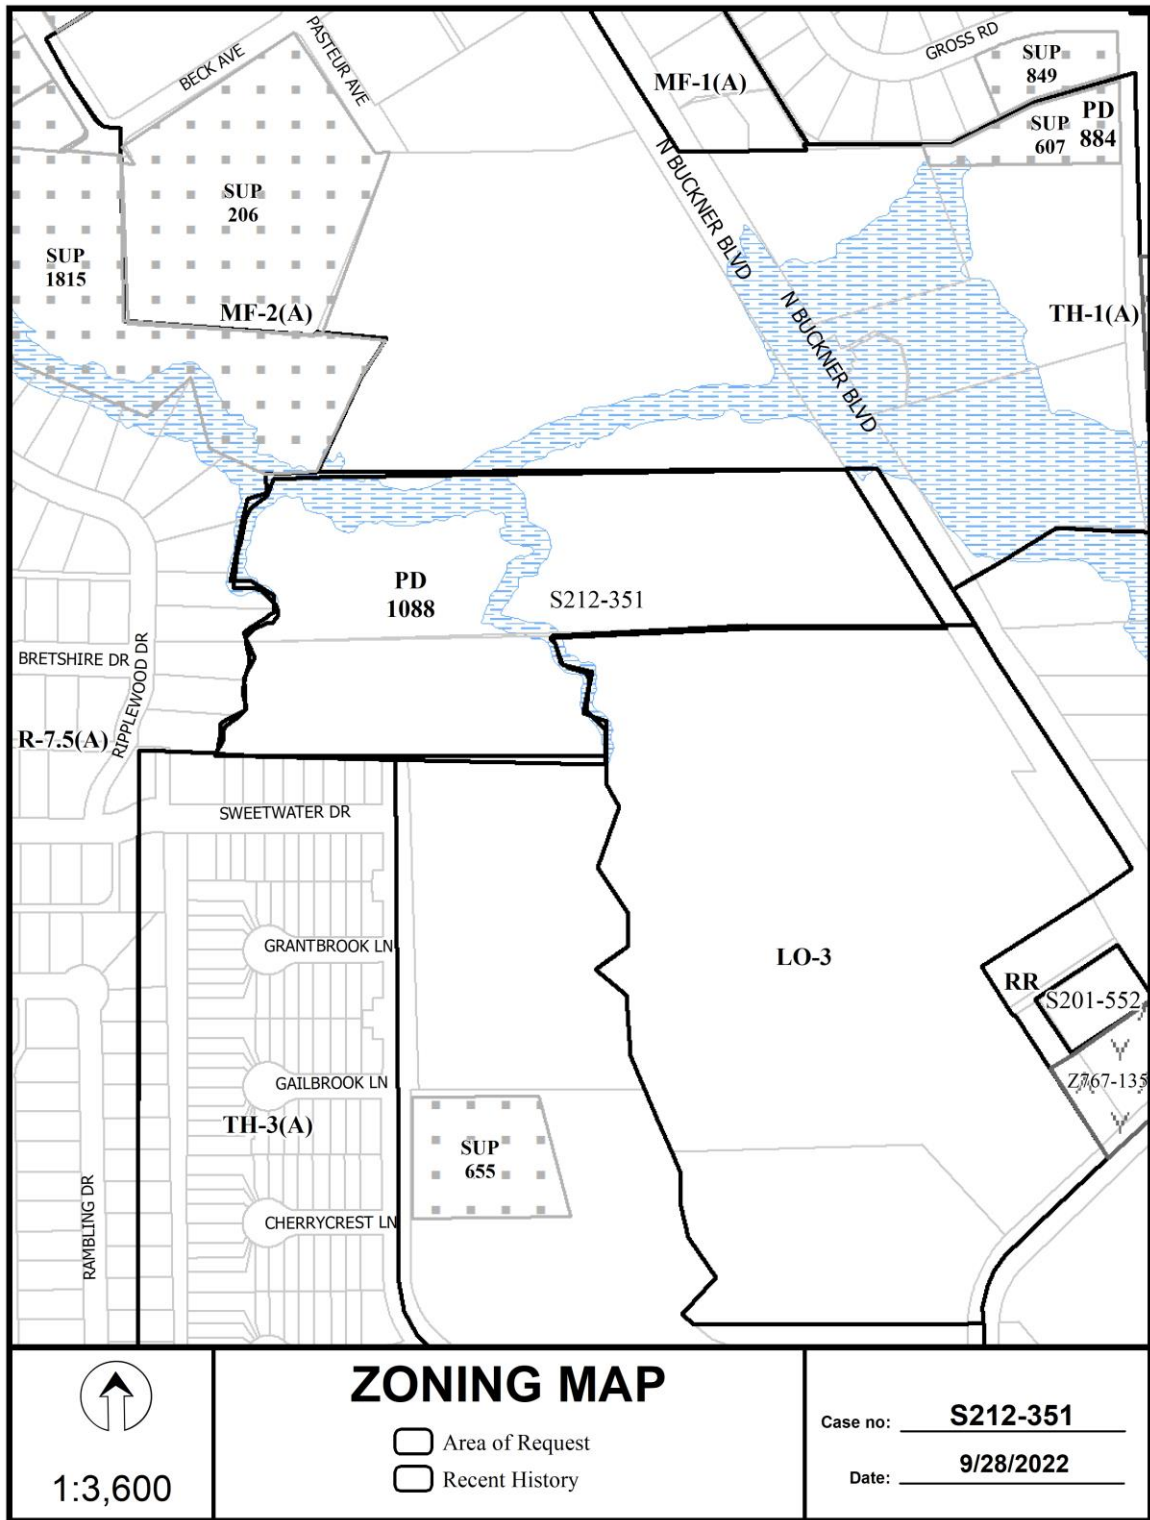 BECK AVE
PASTEUR AVE
GROSS RD
MF-1(A)
SUP
849
SUP
607
PD
884
N BUCKNER BLVD
SUP
206
SUP
1815
MF-2(A)
TH-1(A)
N BUCKNER BLVD
PD
1088
S212-351
BRETSHIRE DR
RIPPLEWOOD DR
R-7.5(A)
SWEETWATER DR
GRANTBROOK LN
LO-3
RR
S201-552
GAILBROOK LN
Z767-135
TH-3(A)
SUP
655
RAMBLING DR
CHERRYCREST LN
1:3,600
ZONING MAP
Area of Request
Recent History
Case no: S212-351
Date: 9/28/2022